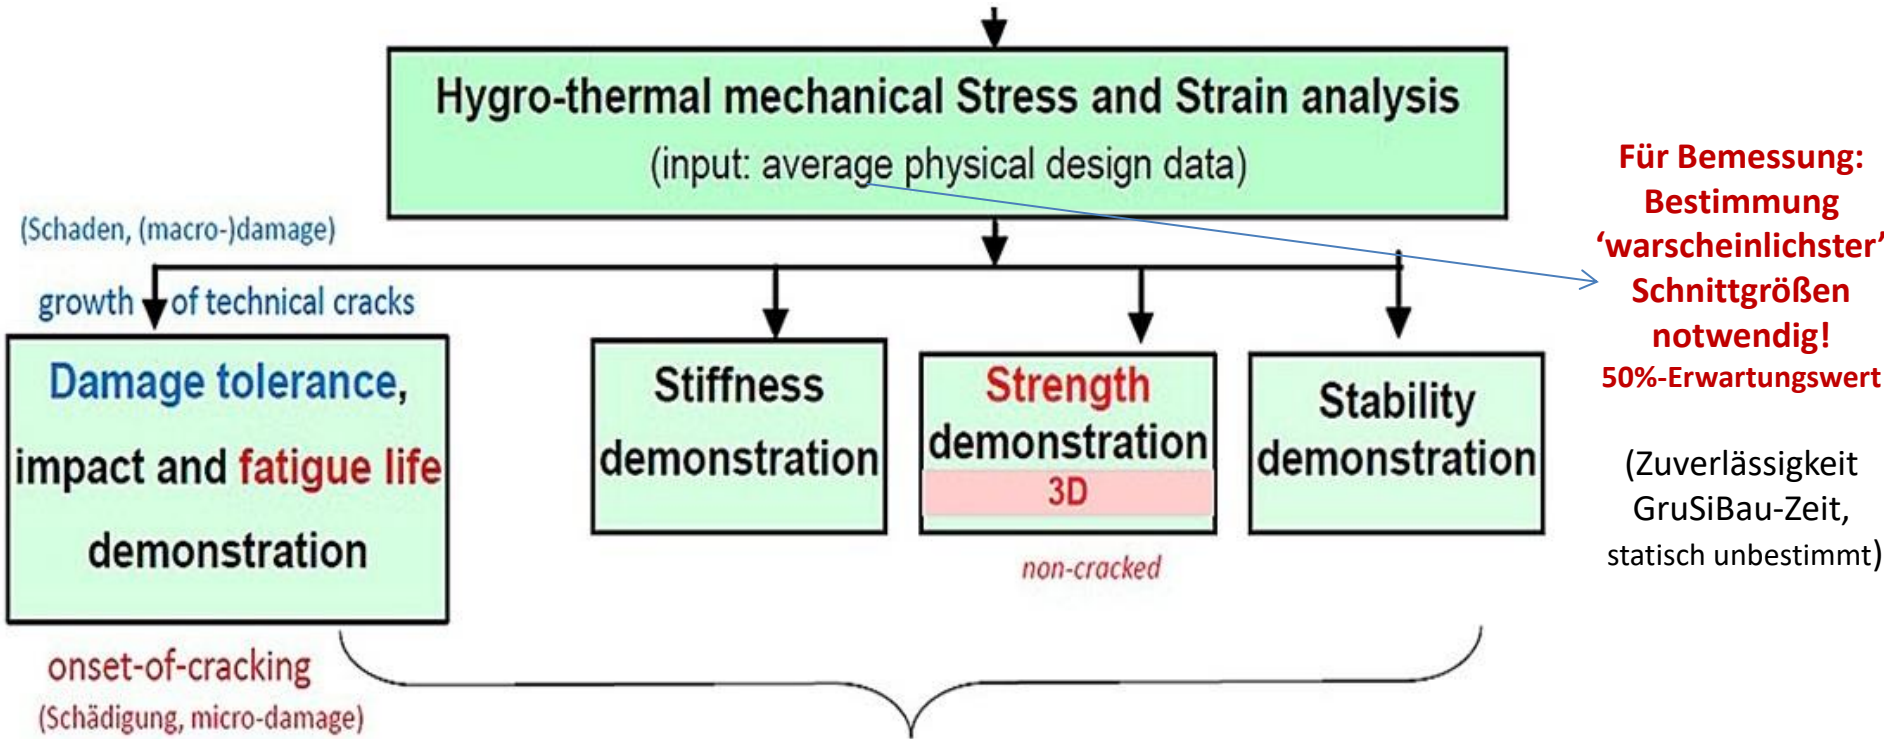 Hygro-thermal mechanical Stress and Strain analysis
(input: average physical design data)
(Schaden, (macro-)damage)
growth of technical cracks
Damage tolerance,
impact and fatigue life
demonstration
onset-of-cracking
(Schädigung, micro-damage)
Stiffness
demonstration
Strength
demonstration
3D
non-cracked
Stability
demonstration
Für Bemessung:
Bestimmung
‘warscheinlichster’
Schnittgrößen
notwendig!
50%-Erwartungswert
(Zuverlässigkeit
GruSiBau-Zeit,
statisch unbestimmt)